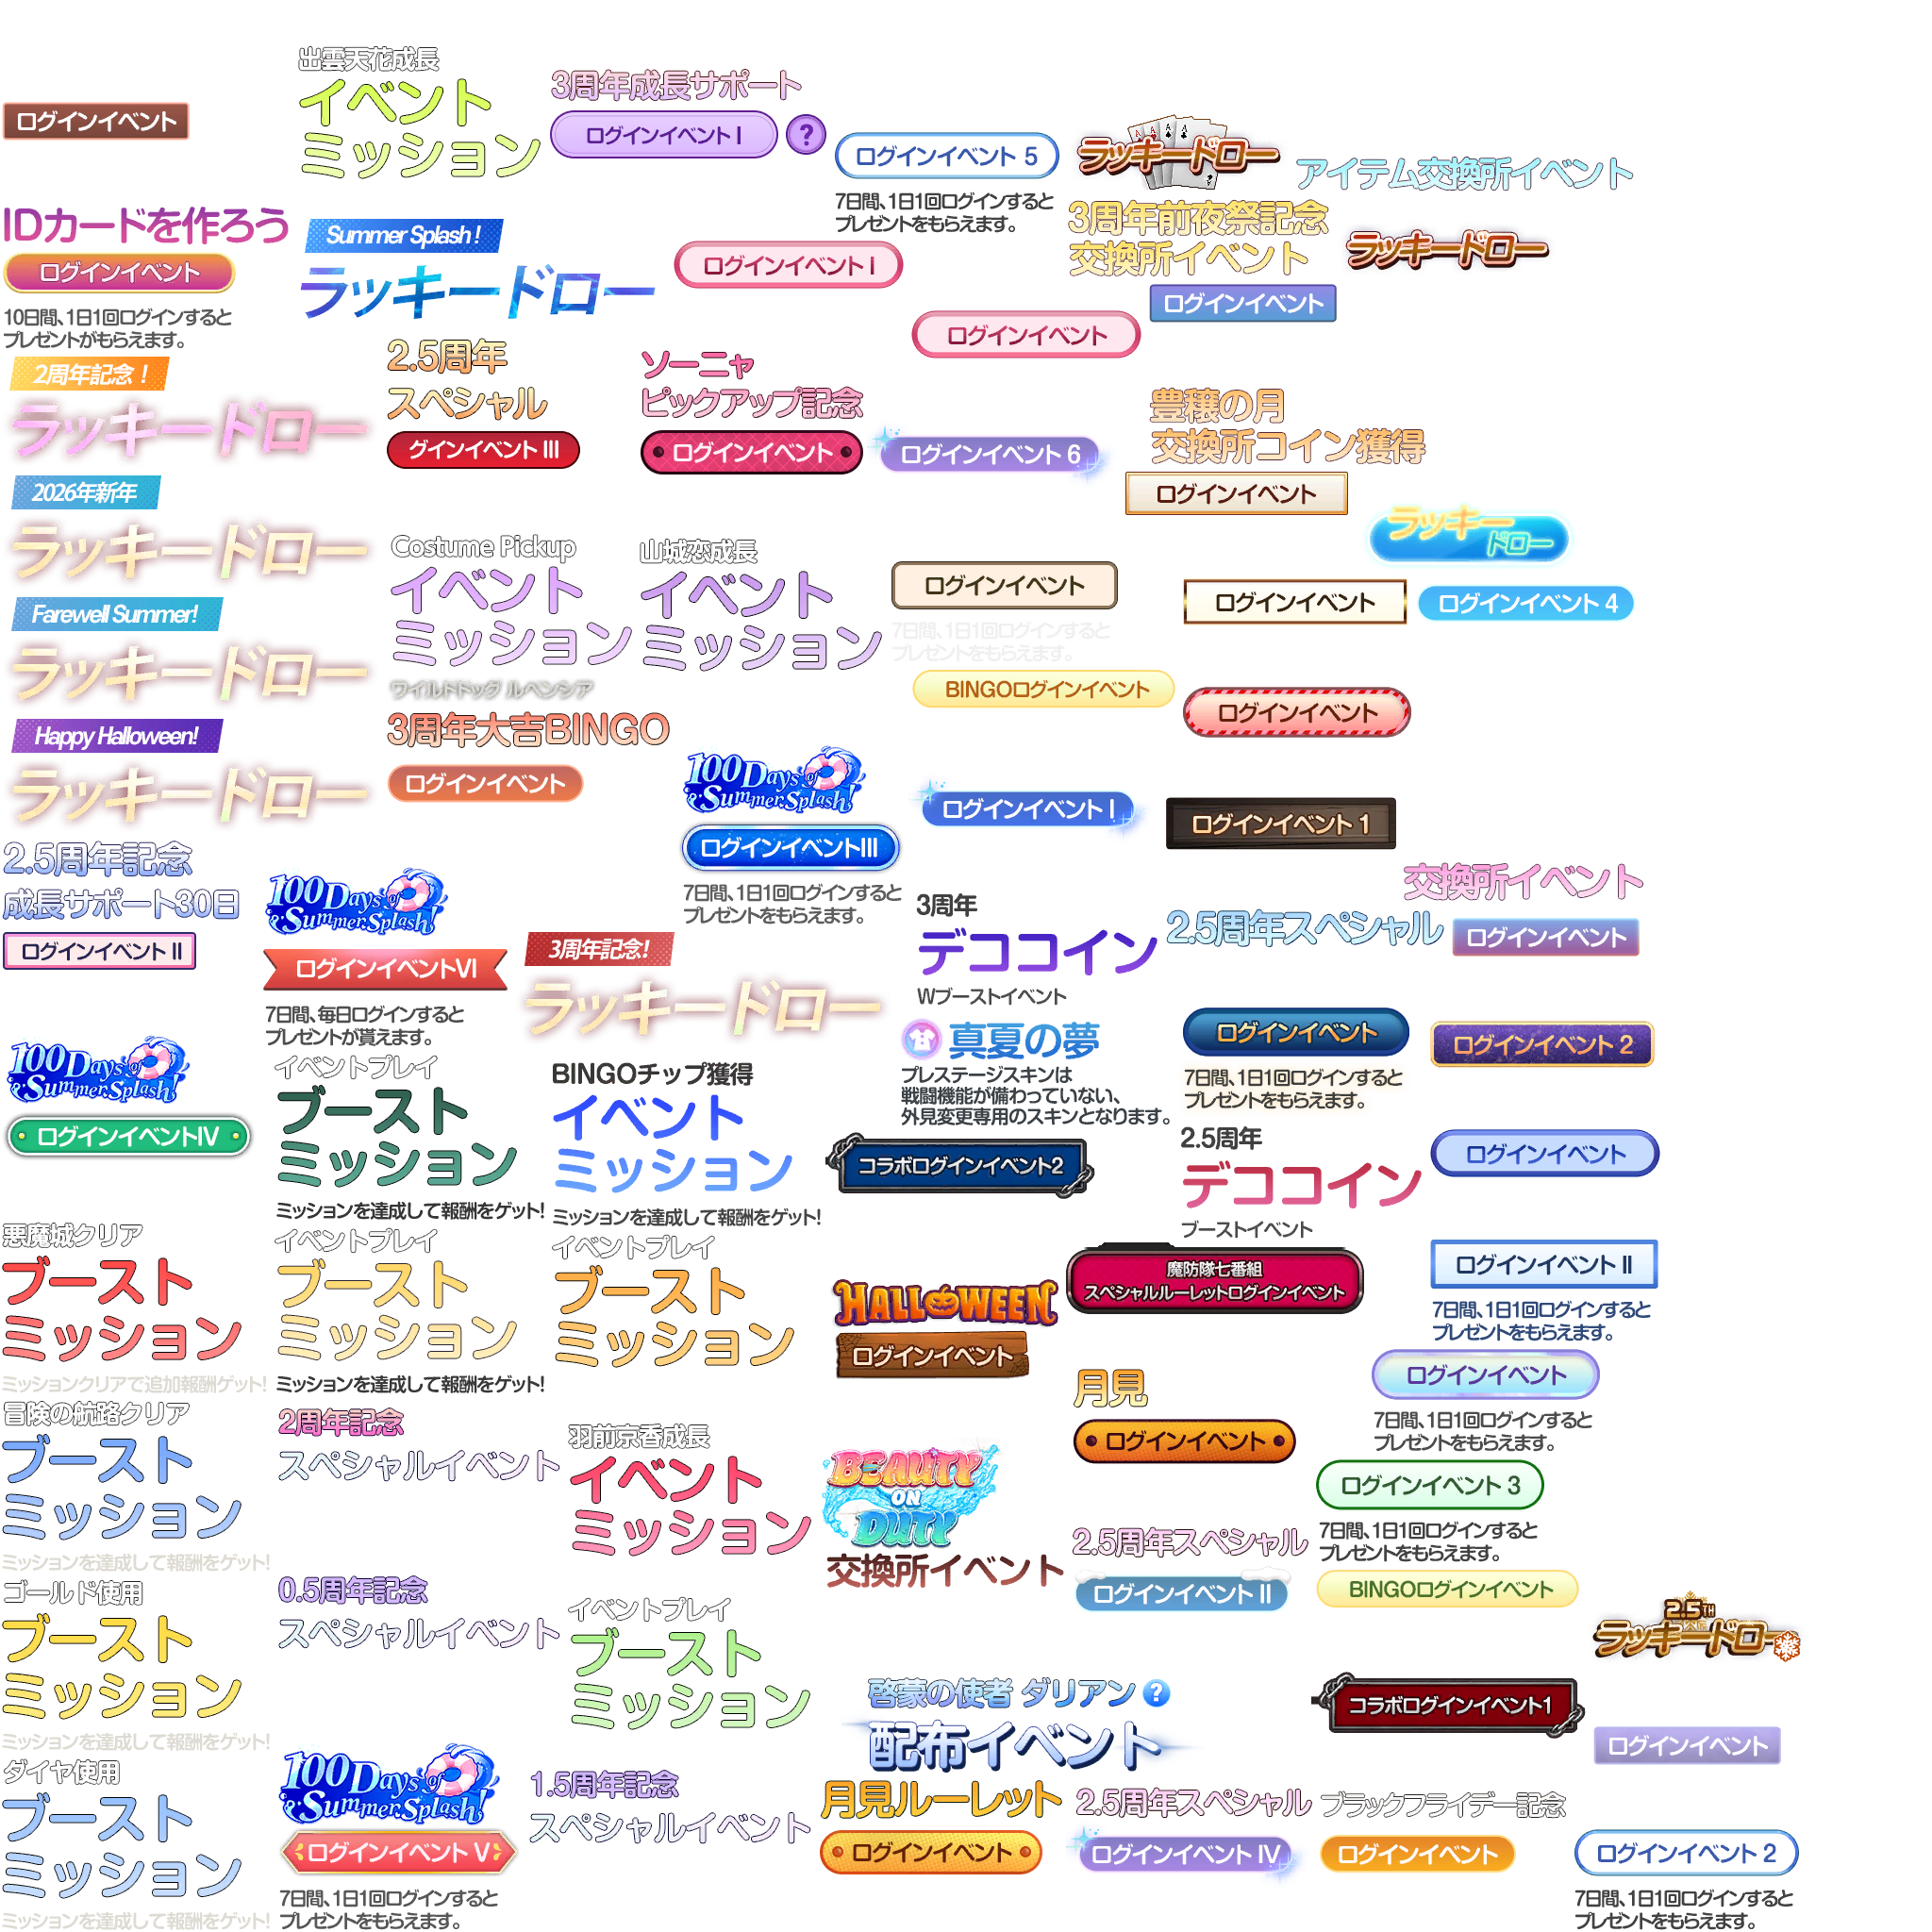 ログインイベント
出雲天花成長
イベント
ミッション
3周年成長サポート
ログインイベント I
?
ログインイベント 5
7日間、1日1回ログインすると
プレゼントをもらえます。
ラッキードロー
アイテム交換所イベント
IDカードを作ろう
ログインイベント
10日間、1日1回ログインすると
プレゼントがもらえます。
Summer Splash !
ラッキードロー
ログインイベント I
3周年前夜祭記念
交換所イベント
ログインイベント
ラッキードロー
ログインイベント
2周年記念！
ラッキードロー
2.5周年
スペシャル
グインイベント III
ソーニャ
ピックアップ記念
ログインイベント
ログインイベント 6
豊穣の月
交換所コイン獲得
ログインイベント
2026年新年
ラッキードロー
Costume Pickup
イベント
ミッション
ワイルドドッグ ルベンシア
山城恋成長
イベント
ミッション
ログインイベント
7日間、1日1回ログインすると
プレゼントをもらえます。
ラッキー
ドロー
ログインイベント
ログインイベント 4
Farewell Summer!
ラッキードロー
BINGOログインイベント
ログインイベント
Happy Halloween!
ラッキードロー
3周年大吉BINGO
ログインイベント
100 Days of
Summer Splash!
ログインイベントIII
7日間、1日1回ログインすると
プレゼントをもらえます。
ログインイベント I
ログインイベント 1
2.5周年記念
成長サポート30日
ログインイベント II
100 Days of
Summer Splash!
ログインイベントVI
7日間、毎日ログインすると
プレゼントが貰えます。
3周年記念!
ラッキードロー
3周年
デココイン
Wブーストイベント
2.5周年スペシャル
交換所イベント
ログインイベント
100 Days of
Summer Splash!
ログインイベントIV
イベントプレイ
ブースト
ミッション
ミッションを達成して報酬をゲット!
BINGOチップ獲得
イベント
ミッション
ミッションを達成して報酬をゲット!
真夏の夢
プレステージスキンは
戦闘機能が備わっていない、
外見変更専用のスキンとなります。
ログインイベント
7日間、1日1回ログインすると
プレゼントをもらえます。
ログインイベント 2
コラボログインイベント2
2.5周年
デココイン
ブーストイベント
ログインイベント
悪魔城クリア
ブースト
ミッション
ミッションクリアで追加報酬ゲット!
イベントプレイ
ブースト
ミッション
ミッションを達成して報酬をゲット!
イベントプレイ
ブースト
ミッション
HALLOWEEN
ログインイベント
魔防隊七番組
スペシャルルーレットログインイベント
ログインイベント II
7日間、1日1回ログインすると
プレゼントをもらえます。
月見
ログインイベント
ログインイベント
7日間、1日1回ログインすると
プレゼントをもらえます。
冒険の航路クリア
ブースト
ミッション
ミッションを達成して報酬をゲット!
2周年記念
スペシャルイベント
羽前京香成長
イベント
ミッション
BEAUTY
ON
DUTY
交換所イベント
2.5周年スペシャル
ログインイベント II
ログインイベント 3
7日間、1日1回ログインすると
プレゼントをもらえます。
BINGOログインイベント
ゴールド使用
ブースト
ミッション
ミッションを達成して報酬をゲット!
0.5周年記念
スペシャルイベント
イベントプレイ
ブースト
ミッション
2.5TH
ラッキードロー
啓蒙の使者 ダリアン ?
配布イベント
コラボログインイベント1
ログインイベント
ダイヤ使用
ブースト
ミッション
ミッションを達成して報酬をゲット!
100 Days of
Summer Splash!
ログインイベント V
7日間、1日1回ログインすると
プレゼントをもらえます。
1.5周年記念
スペシャルイベント
月見ルーレット
ログインイベント
2.5周年スペシャル
ログインイベント IV
ブラックフライデー記念
ログインイベント
ログインイベント 2
7日間、1日1回ログインすると
プレゼントをもらえます。